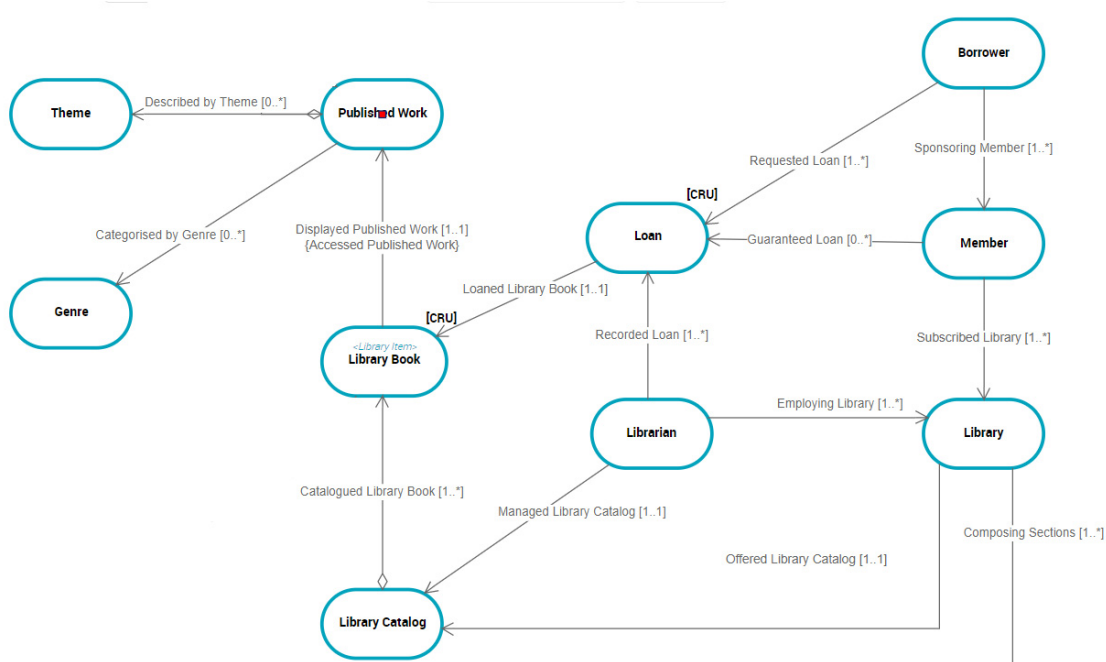 Borrower
Theme
Described by Theme [0..*]
Published Work
Requested Loan [1..*]
Sponsoring Member [1..*]
[CRU]
Categorised by Genre [0..*]
Displayed Published Work [1..1]
{Accessed Published Work}
Loan
Guaranteed Loan [0..*]
Member
Genre
Loaned Library Book [1..1]
[CRU]
Recorded Loan [1..*]
Subscribed Library [1..*]
<Library Item>
Library Book
Employing Library [1..*]
Librarian
Library
Catalogued Library Book [1..*]
Managed Library Catalog [1..1]
Composing Sections [1..*]
Offered Library Catalog [1..1]
Library Catalog